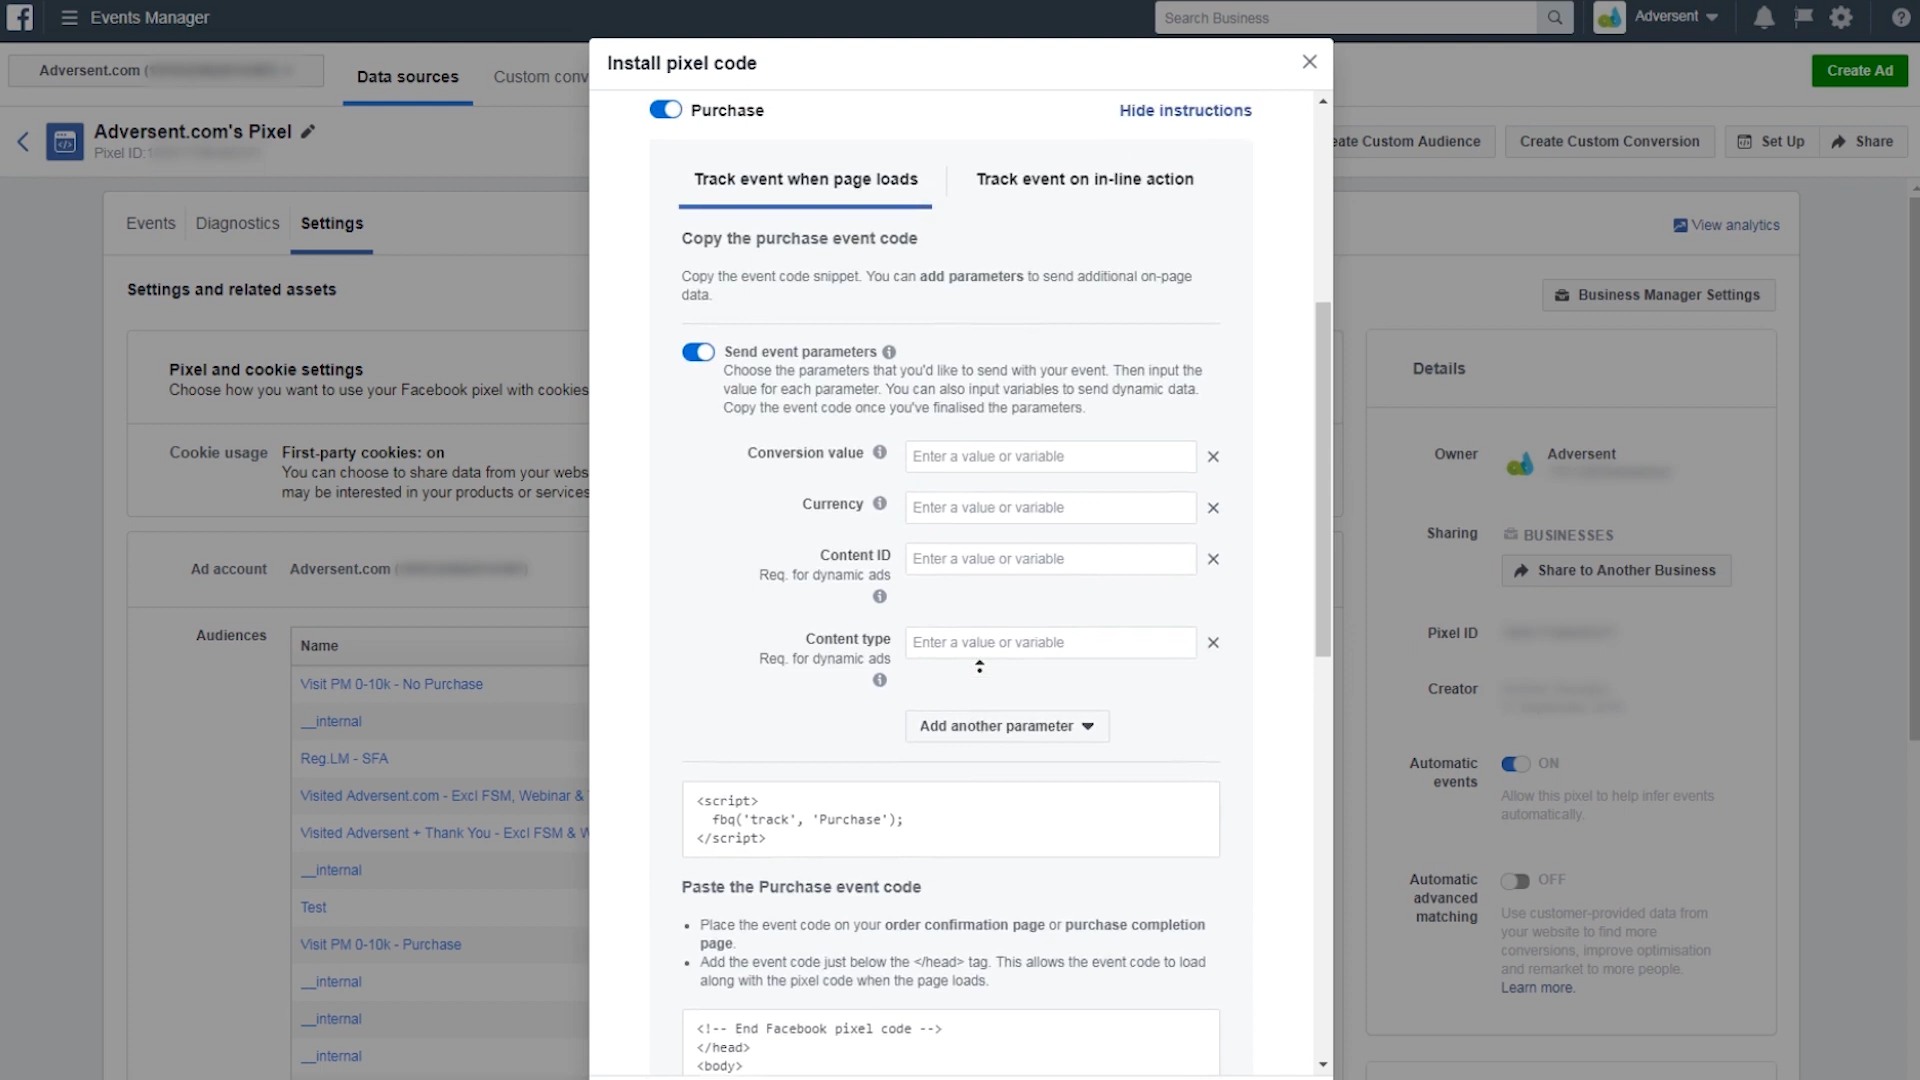 Events Manager
Search Business
Adversent
Adversent.com (
Data sources
Custom conv
Create Ad
Adversent.com's Pixel
Pixel ID:
eate Custom Audience
Create Custom Conversion
Set Up
Share
Events
Diagnostics
Settings
View analytics
Settings and related assets
Business Manager Settings
Pixel and cookie settings
Choose how you want to use your Facebook pixel with cookies
Cookie usage
First-party cookies: on
You can choose to share data from your webs
may be interested in your products or services
Ad account
Adversent.com (
Audiences
Name
Visit PM 0-10k - No Purchase
__internal
Reg.LM - SFA
Visited Adversent.com - Excl FSM, Webinar &
Visited Adversent + Thank You - Excl FSM & W
__internal
Test
Visit PM 0-10k - Purchase
__internal
__internal
__internal
Install pixel code
Purchase
Hide instructions
Track event when page loads
Track event on in-line action
Copy the purchase event code
Copy the event code snippet. You can add parameters to send additional on-page
data.
Send event parameters
Choose the parameters that you'd like to send with your event. Then input the
value for each parameter. You can also input variables to send dynamic data.
Copy the event code once you've finalised the parameters.
Conversion value
Enter a value or variable
Currency
Enter a value or variable
Content ID
Req. for dynamic ads
Enter a value or variable
Content type
Req. for dynamic ads
Enter a value or variable
Add another parameter
<script>
fbq('track', 'Purchase');
</script>
Paste the Purchase event code
• Place the event code on your order confirmation page or purchase completion
page.
• Add the event code just below the </head> tag. This allows the event code to load
along with the pixel code when the page loads.
<!-- End Facebook pixel code -->
</head>
<body>
Details
Owner
Adversent
Sharing
BUSINESSES
Share to Another Business
Pixel ID
Creator
Automatic
events
ON
Allow this pixel to help infer events
automatically.
Automatic
advanced
matching
OFF
Use customer-provided data from
your website to find more
conversions, improve optimisation
and remarket to more people.
Learn more.